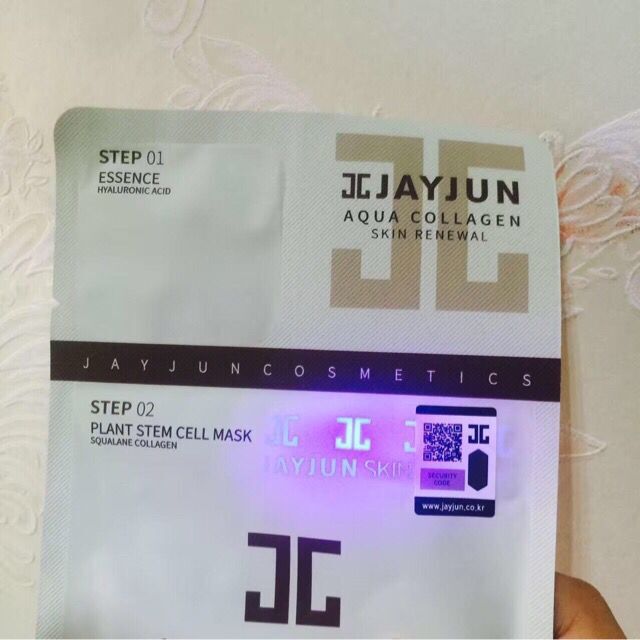 STEP 01
ESSENCE
HYALURONIC ACID
JAYJUN
AQUA COLLAGEN
SKIN RENEWAL
JAYJUNCOSMETICS
STEP 02
PLANT STEM CELL MASK
SQUALANE COLLAGEN
JAYJUN SKIN
SECURITY
CODE
www.jayjun.co.kr